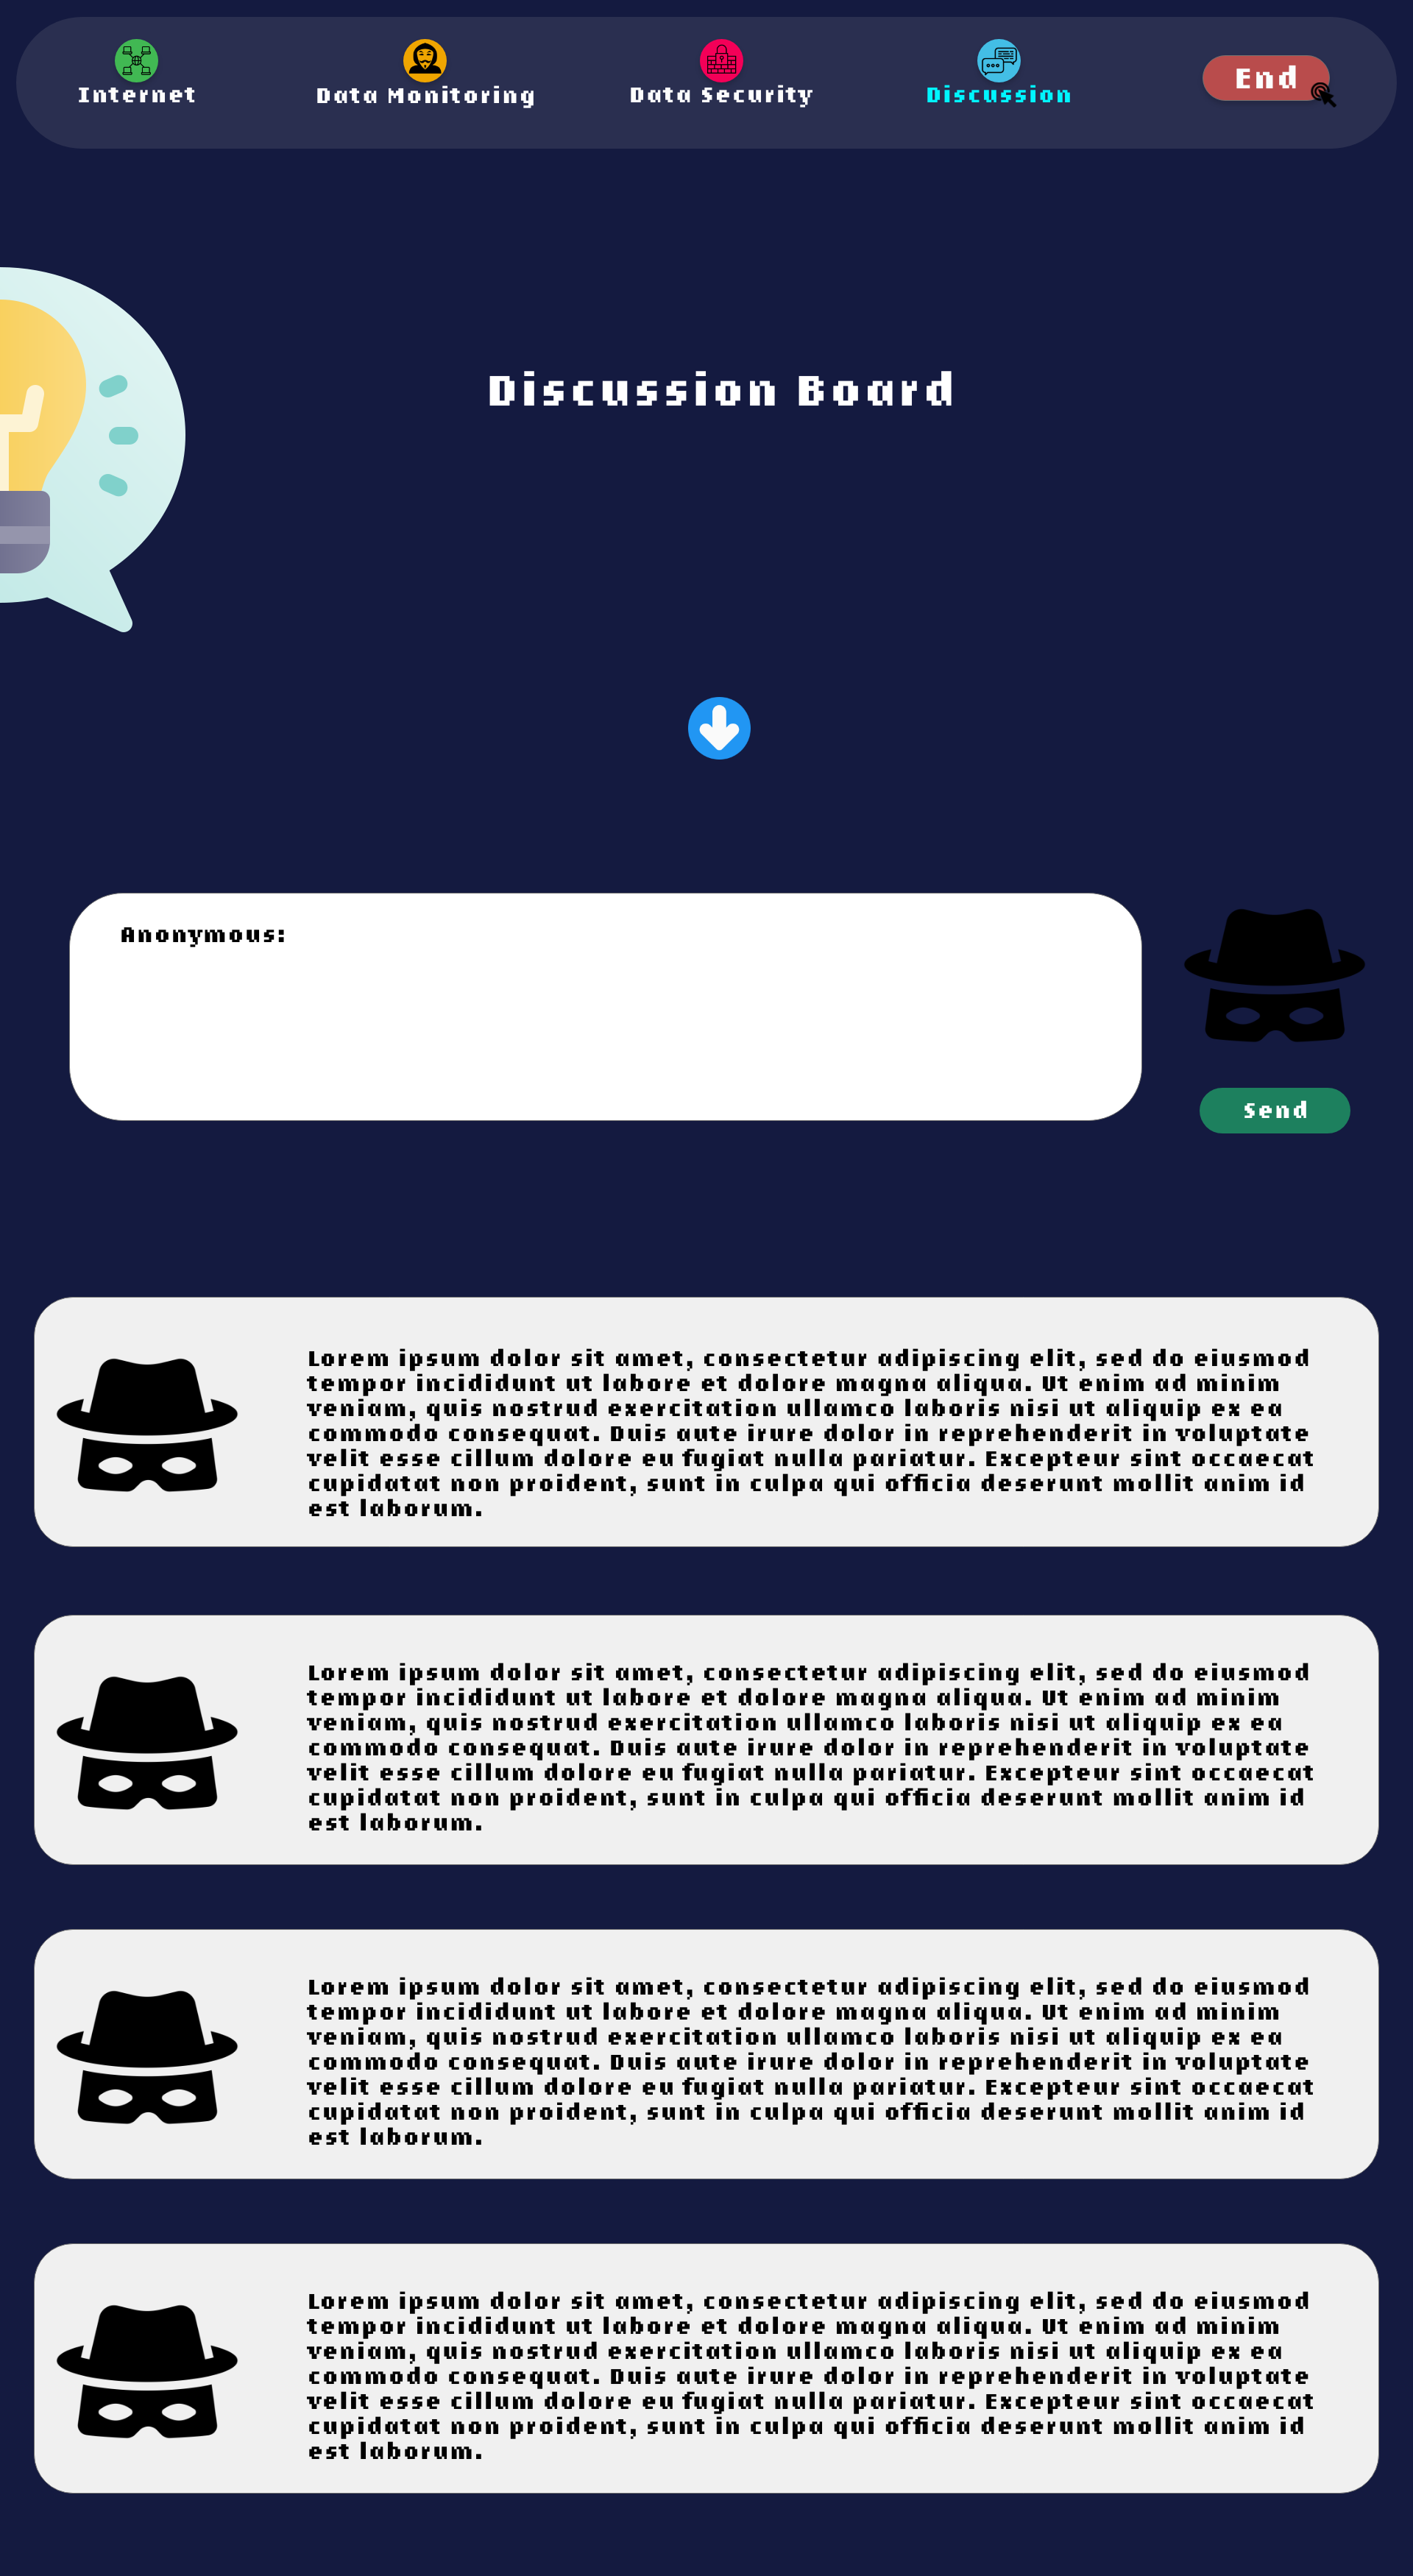 Internet
Data Monitoring
Data Security
Discussion
End
Discussion Board
Anonymous:
Send
Lorem ipsum dolor sit amet, consectetur adipiscing elit, sed do eiusmod
tempor incididunt ut labore et dolore magna aliqua. Ut enim ad minim
veniam, quis nostrud exercitation ullamco laboris nisi ut aliquip ex ea
commodo consequat. Duis aute irure dolor in reprehenderit in voluptate
velit esse cillum dolore eu fugiat nulla pariatur. Excepteur sint occaecat
cupidatat non proident, sunt in culpa qui officia deserunt mollit anim id
est laborum.
Lorem ipsum dolor sit amet, consectetur adipiscing elit, sed do eiusmod
tempor incididunt ut labore et dolore magna aliqua. Ut enim ad minim
veniam, quis nostrud exercitation ullamco laboris nisi ut aliquip ex ea
commodo consequat. Duis aute irure dolor in reprehenderit in voluptate
velit esse cillum dolore eu fugiat nulla pariatur. Excepteur sint occaecat
cupidatat non proident, sunt in culpa qui officia deserunt mollit anim id
est laborum.
Lorem ipsum dolor sit amet, consectetur adipiscing elit, sed do eiusmod
tempor incididunt ut labore et dolore magna aliqua. Ut enim ad minim
veniam, quis nostrud exercitation ullamco laboris nisi ut aliquip ex ea
commodo consequat. Duis aute irure dolor in reprehenderit in voluptate
velit esse cillum dolore eu fugiat nulla pariatur. Excepteur sint occaecat
cupidatat non proident, sunt in culpa qui officia deserunt mollit anim id
est laborum.
Lorem ipsum dolor sit amet, consectetur adipiscing elit, sed do eiusmod
tempor incididunt ut labore et dolore magna aliqua. Ut enim ad minim
veniam, quis nostrud exercitation ullamco laboris nisi ut aliquip ex ea
commodo consequat. Duis aute irure dolor in reprehenderit in voluptate
velit esse cillum dolore eu fugiat nulla pariatur. Excepteur sint occaecat
cupidatat non proident, sunt in culpa qui officia deserunt mollit anim id
est laborum.